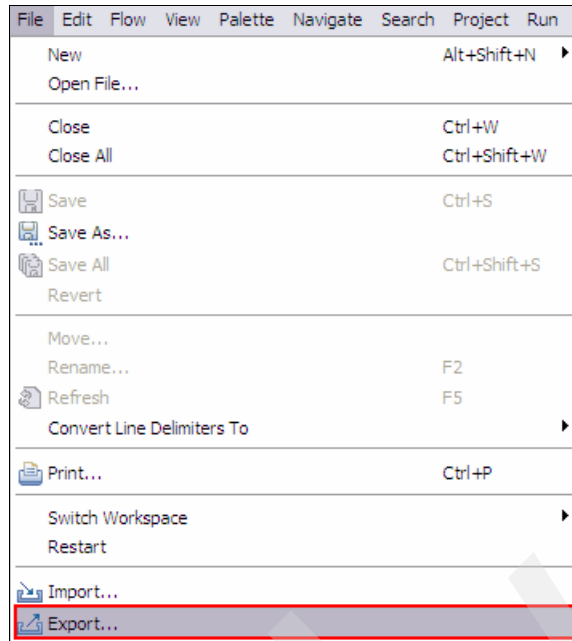 File Edit Flow View Palette Navigate Search Project Run
New Alt+Shift+N
Open File...
Close Ctrl+W
Close All Ctrl+Shift+W
Save Ctrl+S
Save As...
Save All Ctrl+Shift+S
Revert
Move...
Rename... F2
Refresh F5
Convert Line Delimiters To
Print... Ctrl+P
Switch Workspace
Restart
Import...
Export...